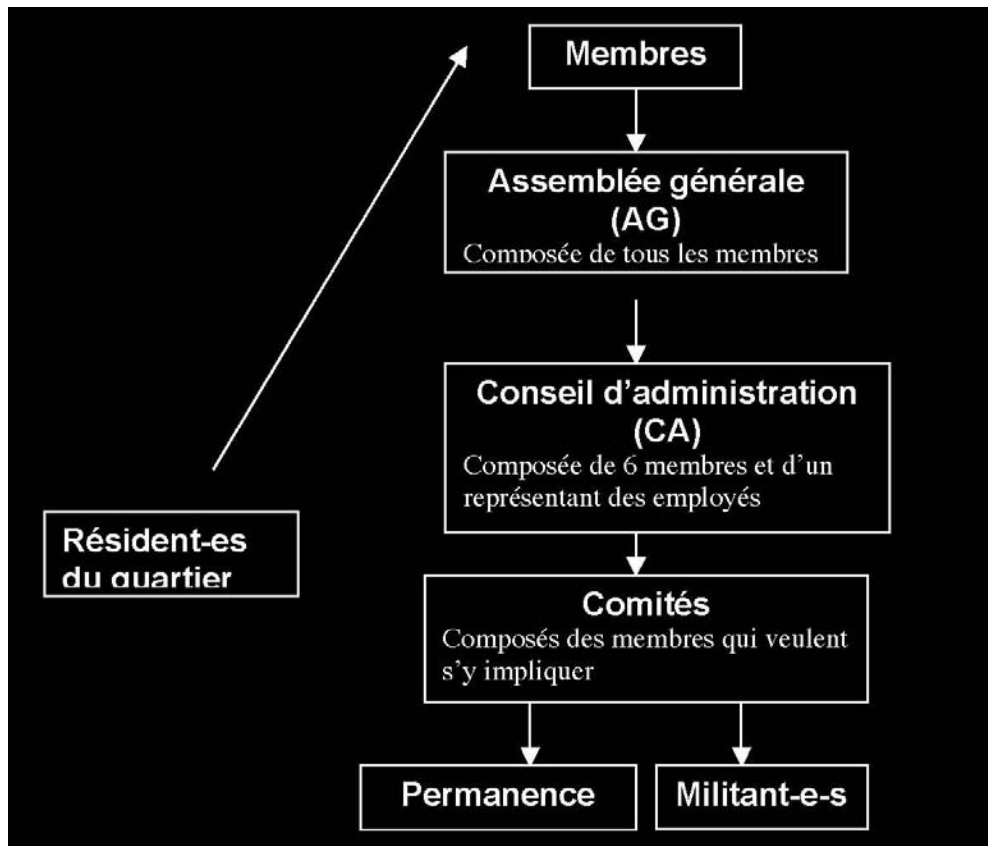 Membres
Assemblée générale
(AG)
Composée de tous les membres
Conseil d'administration
(CA)
Composée de 6 membres et d'un
représentant des employés
Résident-es
du quartier
Comités
Composés des membres qui veulent
s'y impliquer
Permanence
Militant-e-s